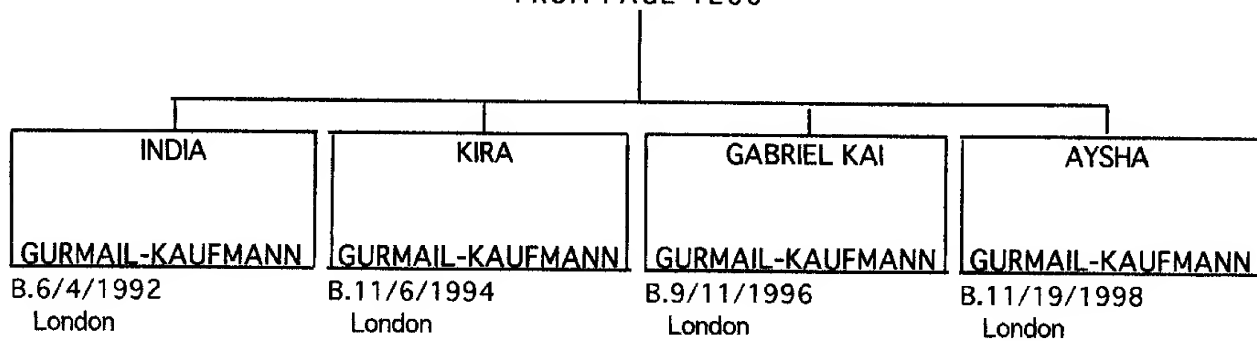 INDIA
GURMAIL-KAUFMANN
B.6/4/1992
London
KIRA
GURMAIL-KAUFMANN
B.11/6/1994
London
GABRIEL KAI
GURMAIL-KAUFMANN
B.9/11/1996
London
AYSHA
GURMAIL-KAUFMANN
B.11/19/1998
London